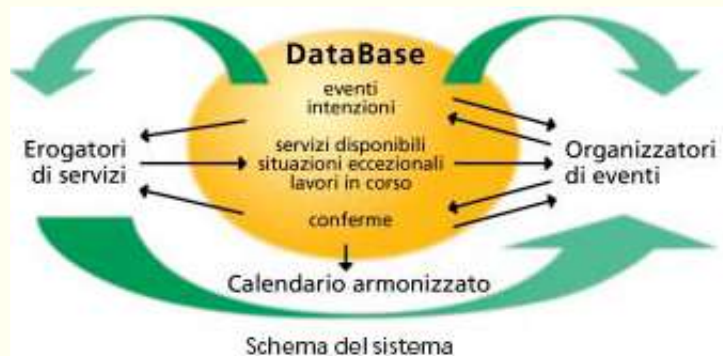 DataBase
eventi
intenzioni
Erogatori
di servizi
servizi disponibili
situazioni eccezionali
lavori in corso
Organizzatori
di eventi
conferme
Calendario armonizzato
Schema del sistema